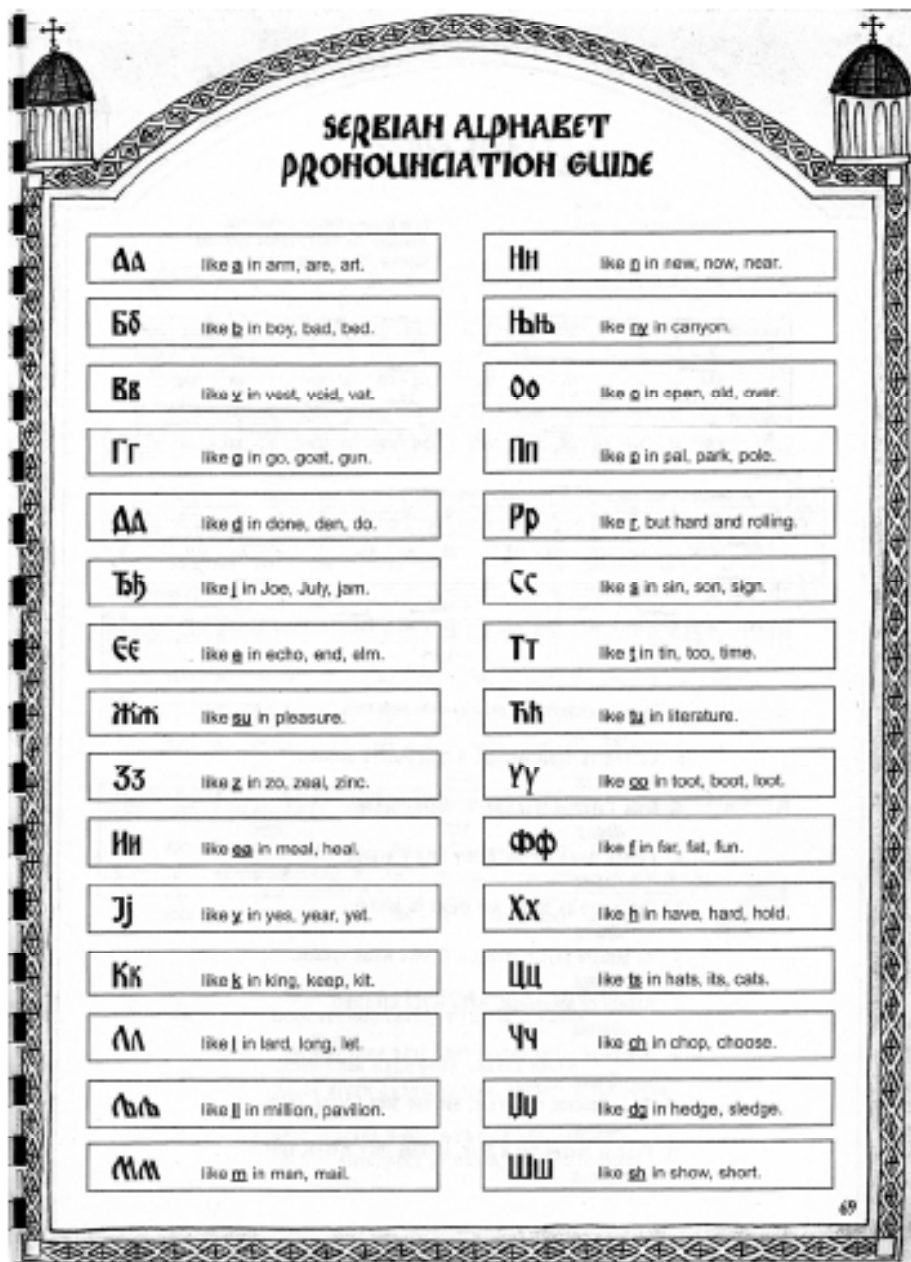 SERBIAN ALPHABET
PRONOUNCIATION GUIDE
Аа like a in arm, are, art.
Бб like b in boy, bad, bed.
Вв like v in vest, void, vat.
Гг like g in go, goat, gun.
Дд like d in done, den, do.
Ђђ like j in Joe, July, jam.
Ее like e in echo, end, elm.
Жж like su in pleasure.
Зз like z in zo, zeal, zinc.
Ии like ea in meal, heal.
Јј like y in yes, year, yet.
Кк like k in king, keep, kit.
Лл like l in lard, long, let.
Љљ like ll in million, pavilion.
Мм like m in man, mail.
Нн like n in new, now, near.
Њњ like ny in canyon.
Оо like o in open, old, over.
Пп like p in pal, park, pole.
Рр like r, but hard and rolling.
Сс like s in sin, son, sign.
Тт like t in tin, too, time.
Ћћ like tu in literature.
Уу like oo in toot, boot, loot.
Фф like f in far, fat, fun.
Хх like h in have, hard, hold.
Цц like ts in hats, its, cats.
Чч like ch in chop, choose.
Џџ like dg in hedge, sledge.
Шш like sh in show, short.
69